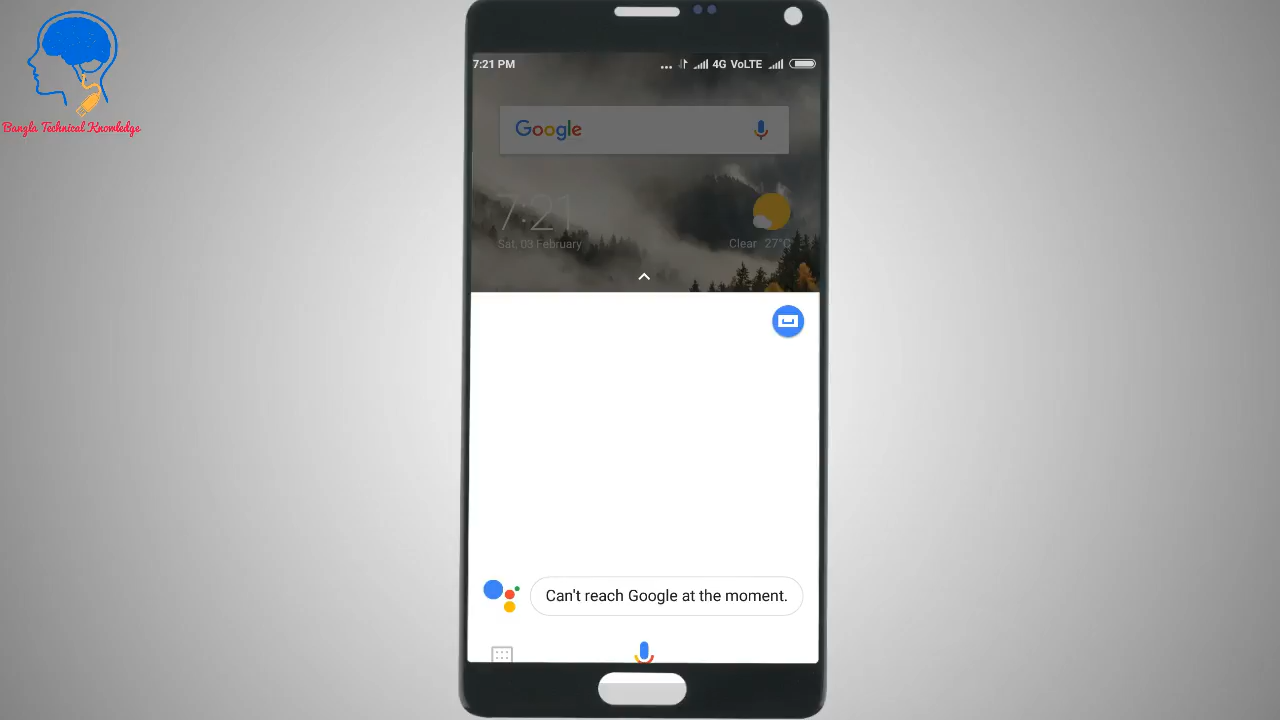 Bangla Technical Knowledge
7:21 PM
... 4G VoLTE
Google
7:21
Sat, 03 February
Clear 27°C
Can't reach Google at the moment.